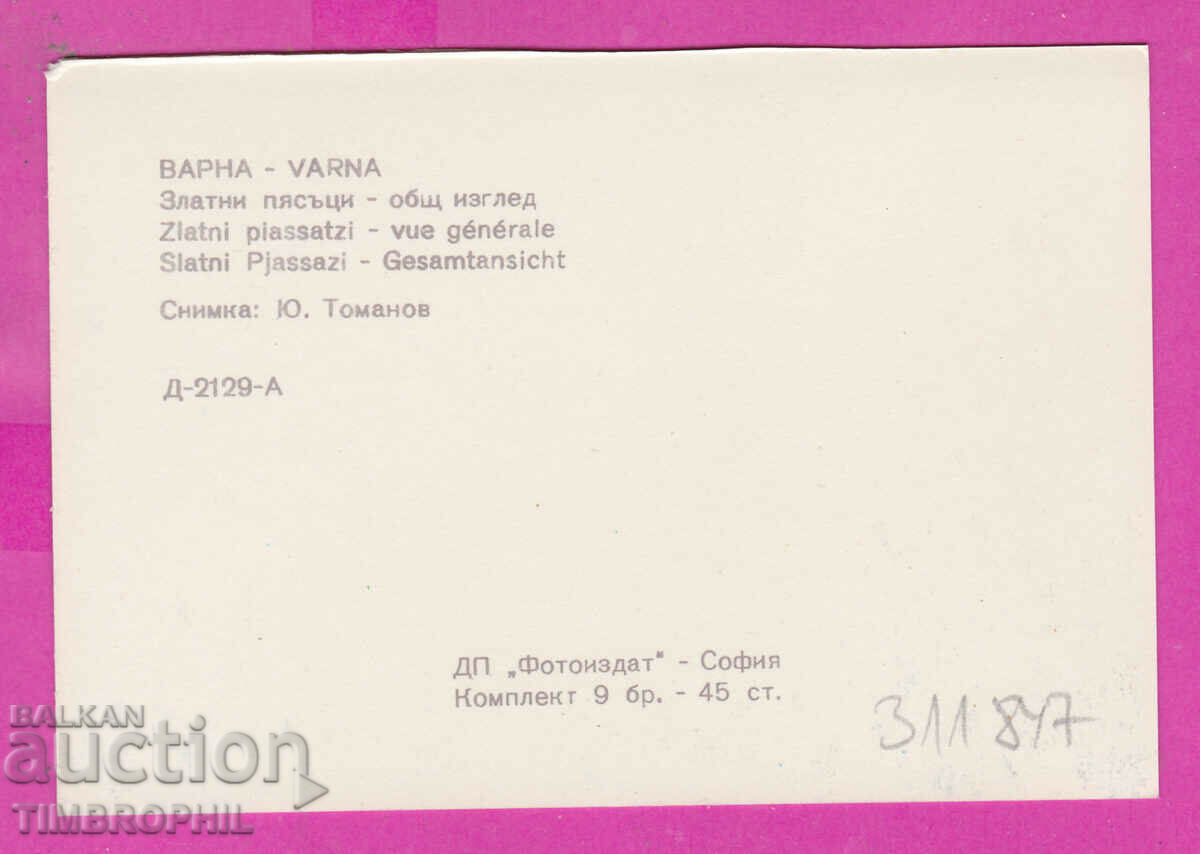 ВАРНА - VARNA
Златни пясъци - общ изглед
Zlatni piassatzi - vue générale
Slatni Pjassazi - Gesamtansicht
Снимка: Ю. Томанов
Д-2129-А
ДП „Фотоиздат" - София
Комплект 9 бр. - 45 ст.
311847
BALKAN
auction
TIMBROPHIL